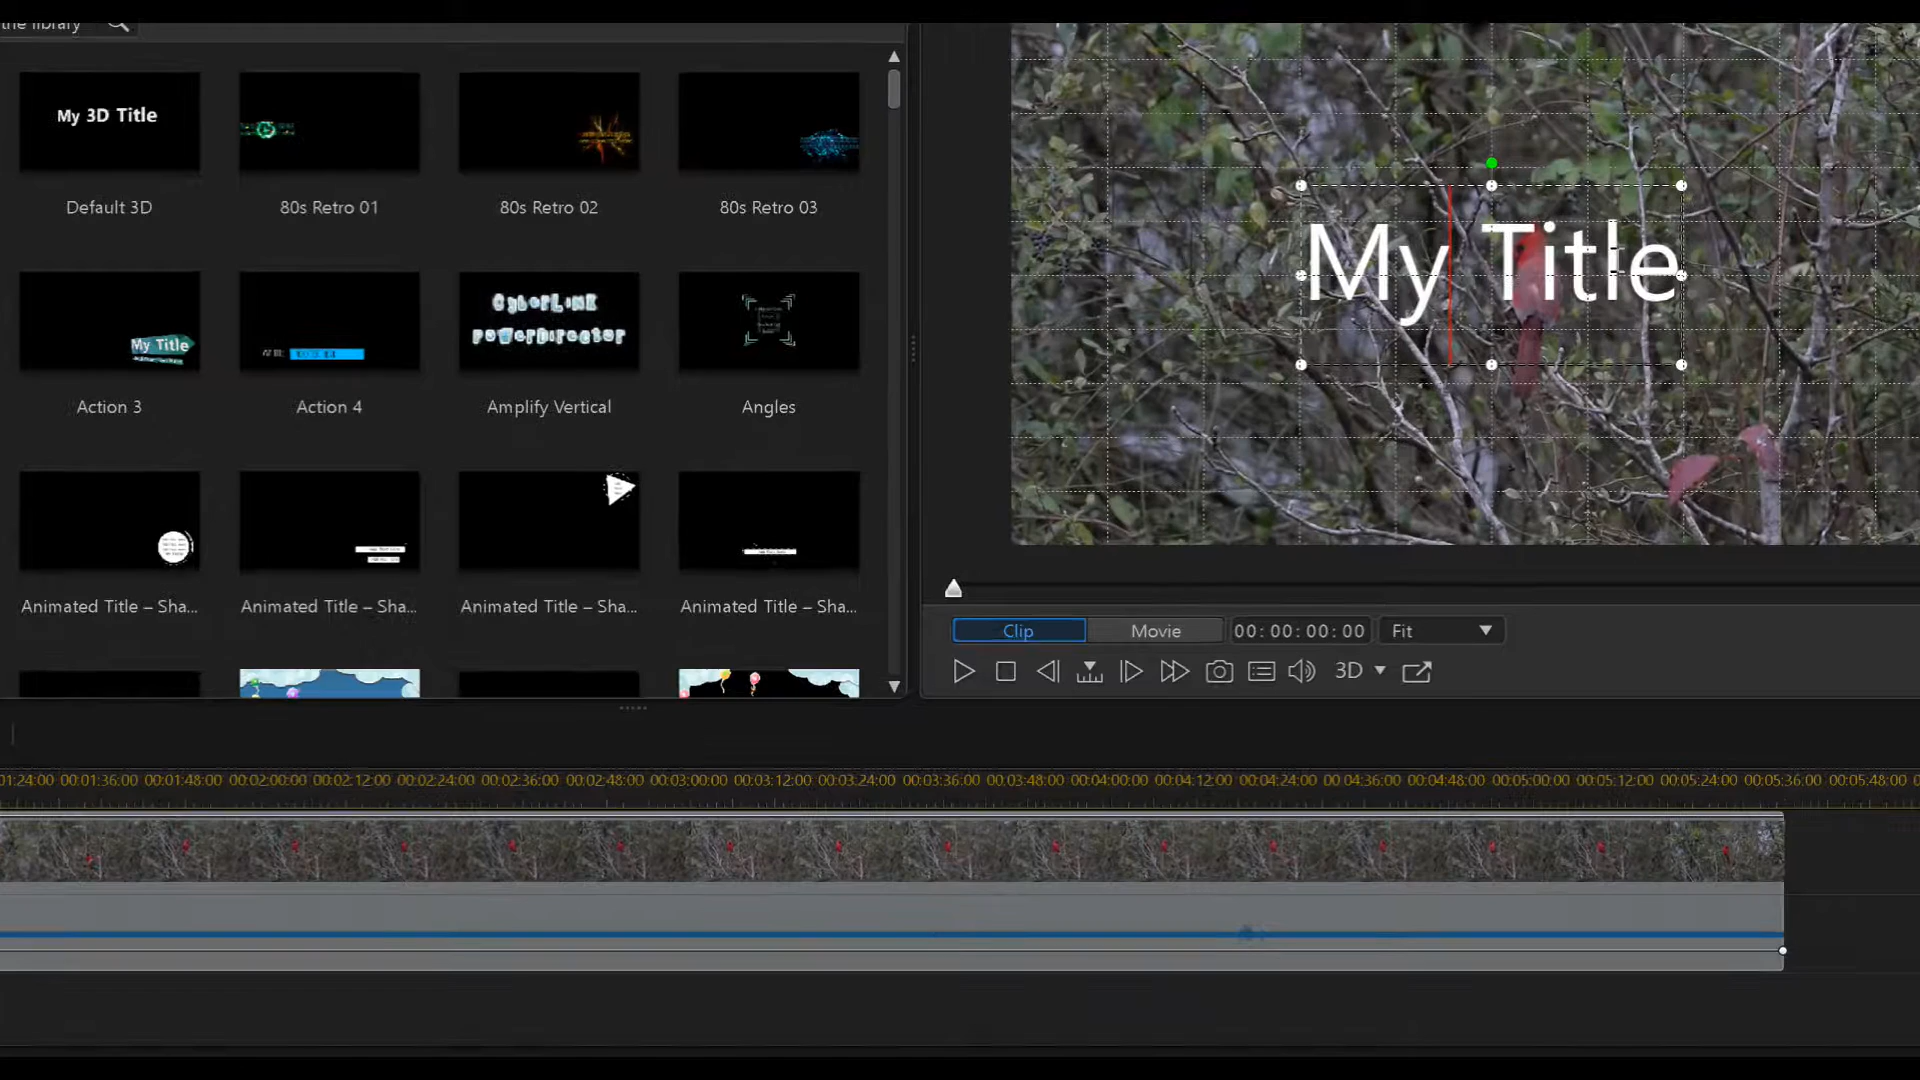 the library
My 3D Title
Default 3D
80s Retro 01
80s Retro 02
80s Retro 03
My Title
CyberLink
PowerDirector
Action 3
Action 4
Amplify Vertical
Angles
Animated Title – Sha...
Animated Title – Sha...
Animated Title – Sha...
Animated Title – Sha...
My Title
Clip
Movie
00:00:00:00
Fit
3D
01:24:00 00:01:36:00 00:01:48:00 00:02:00:00 00:02:12:00 00:02:24:00 00:02:36:00 00:02:48:00 00:03:00:00 00:03:12:00 00:03:24:00 00:03:36:00 00:03:48:00 00:04:00:00 00:04:12:00 00:04:24:00 00:04:36:00 00:04:48:00 00:05:00:00 00:05:12:00 00:05:24:00 00:05:36:00 00:05:48:00